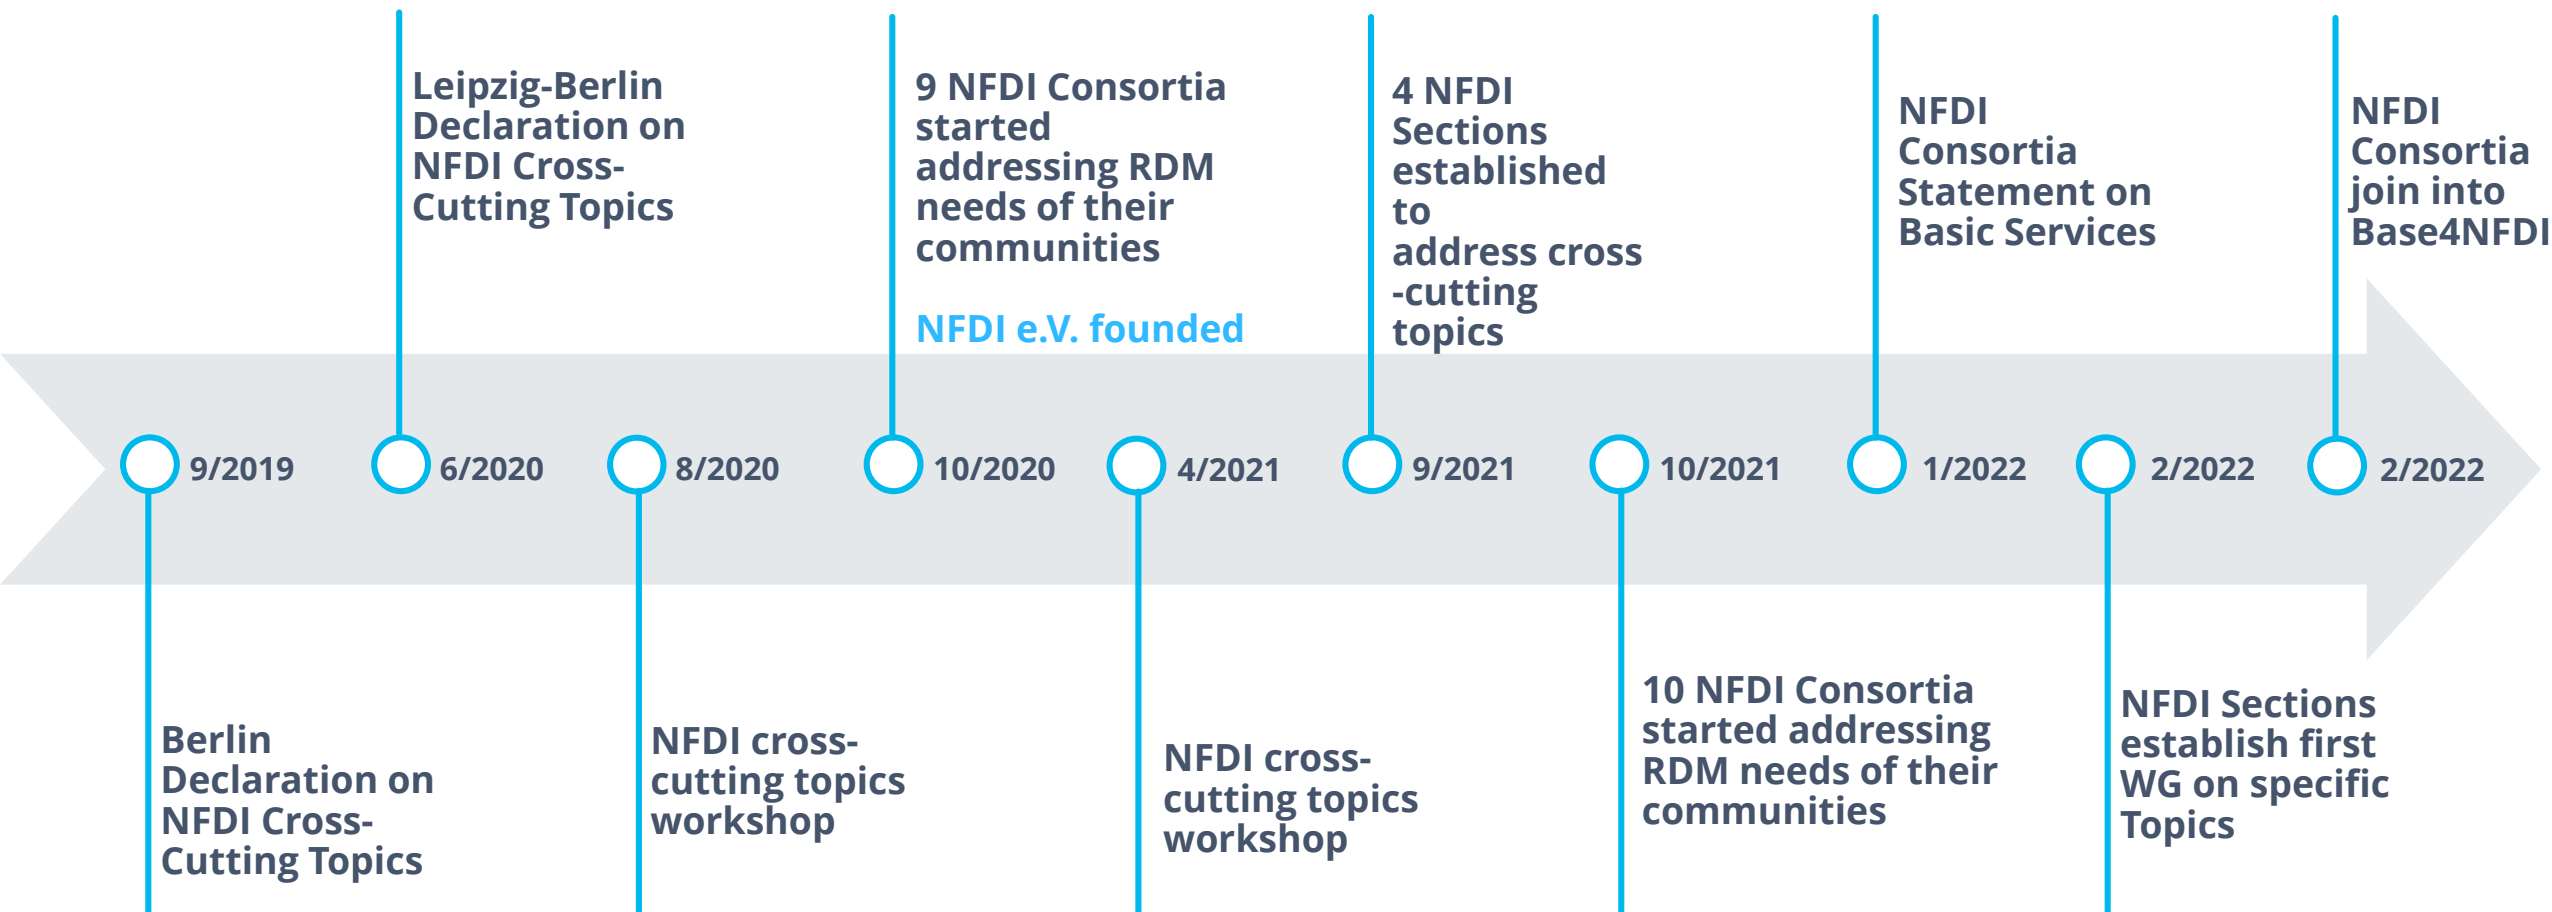 Leipzig-Berlin
Declaration on
NFDI Cross-
Cutting Topics
9 NFDI Consortia
started
addressing RDM
needs of their
communities
NFDI e.V. founded
4 NFDI
Sections
established
to
address cross
-cutting
topics
NFDI
Consortia
Statement on
Basic Services
NFDI
Consortia
join into
Base4NFDI
9/2019
6/2020
8/2020
10/2020
4/2021
9/2021
10/2021
1/2022
2/2022
2/2022
Berlin
Declaration on
NFDI Cross-
Cutting Topics
NFDI cross-
cutting topics
workshop
NFDI cross-
cutting topics
workshop
10 NFDI Consortia
started addressing
RDM needs of their
communities
NFDI Sections
establish first
WG on specific
Topics